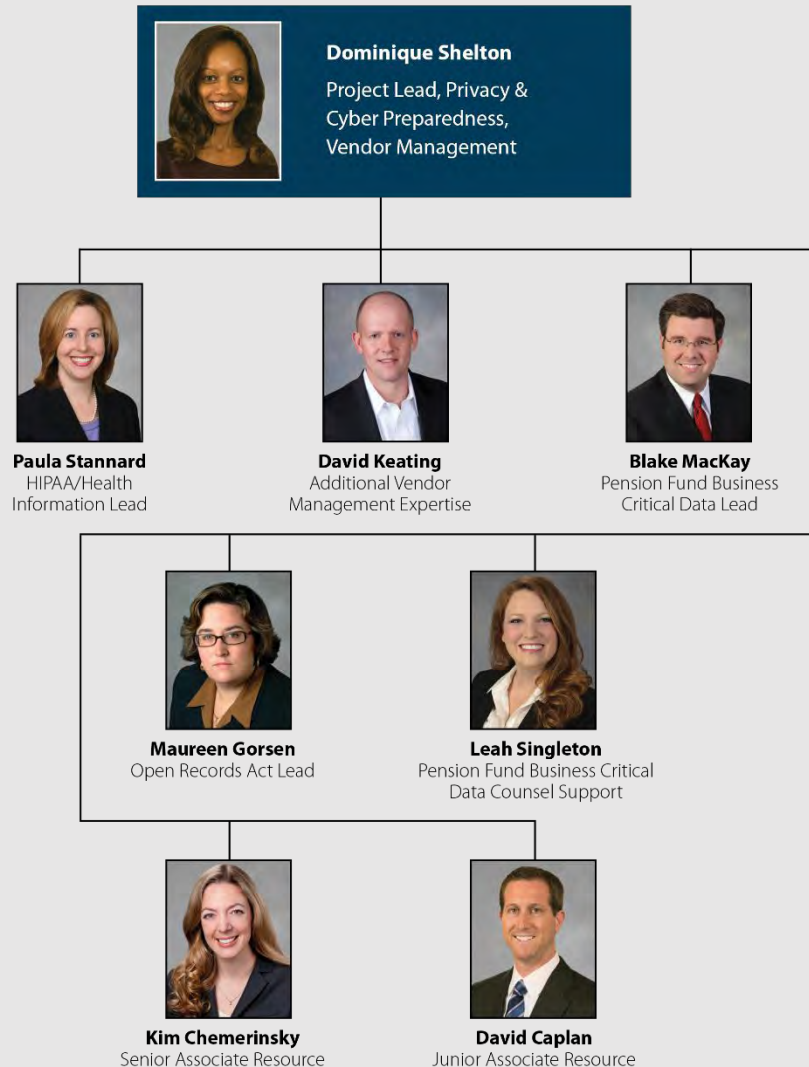 Dominique Shelton
Project Lead, Privacy &
Cyber Preparedness,
Vendor Management
Paula Stannard
HIPAA/Health
Information Lead
David Keating
Additional Vendor
Management Expertise
Blake MacKay
Pension Fund Business
Critical Data Lead
Maureen Gorsen
Open Records Act Lead
Leah Singleton
Pension Fund Business Critical
Data Counsel Support
Kim Chemerinsky
Senior Associate Resource
David Caplan
Junior Associate Resource